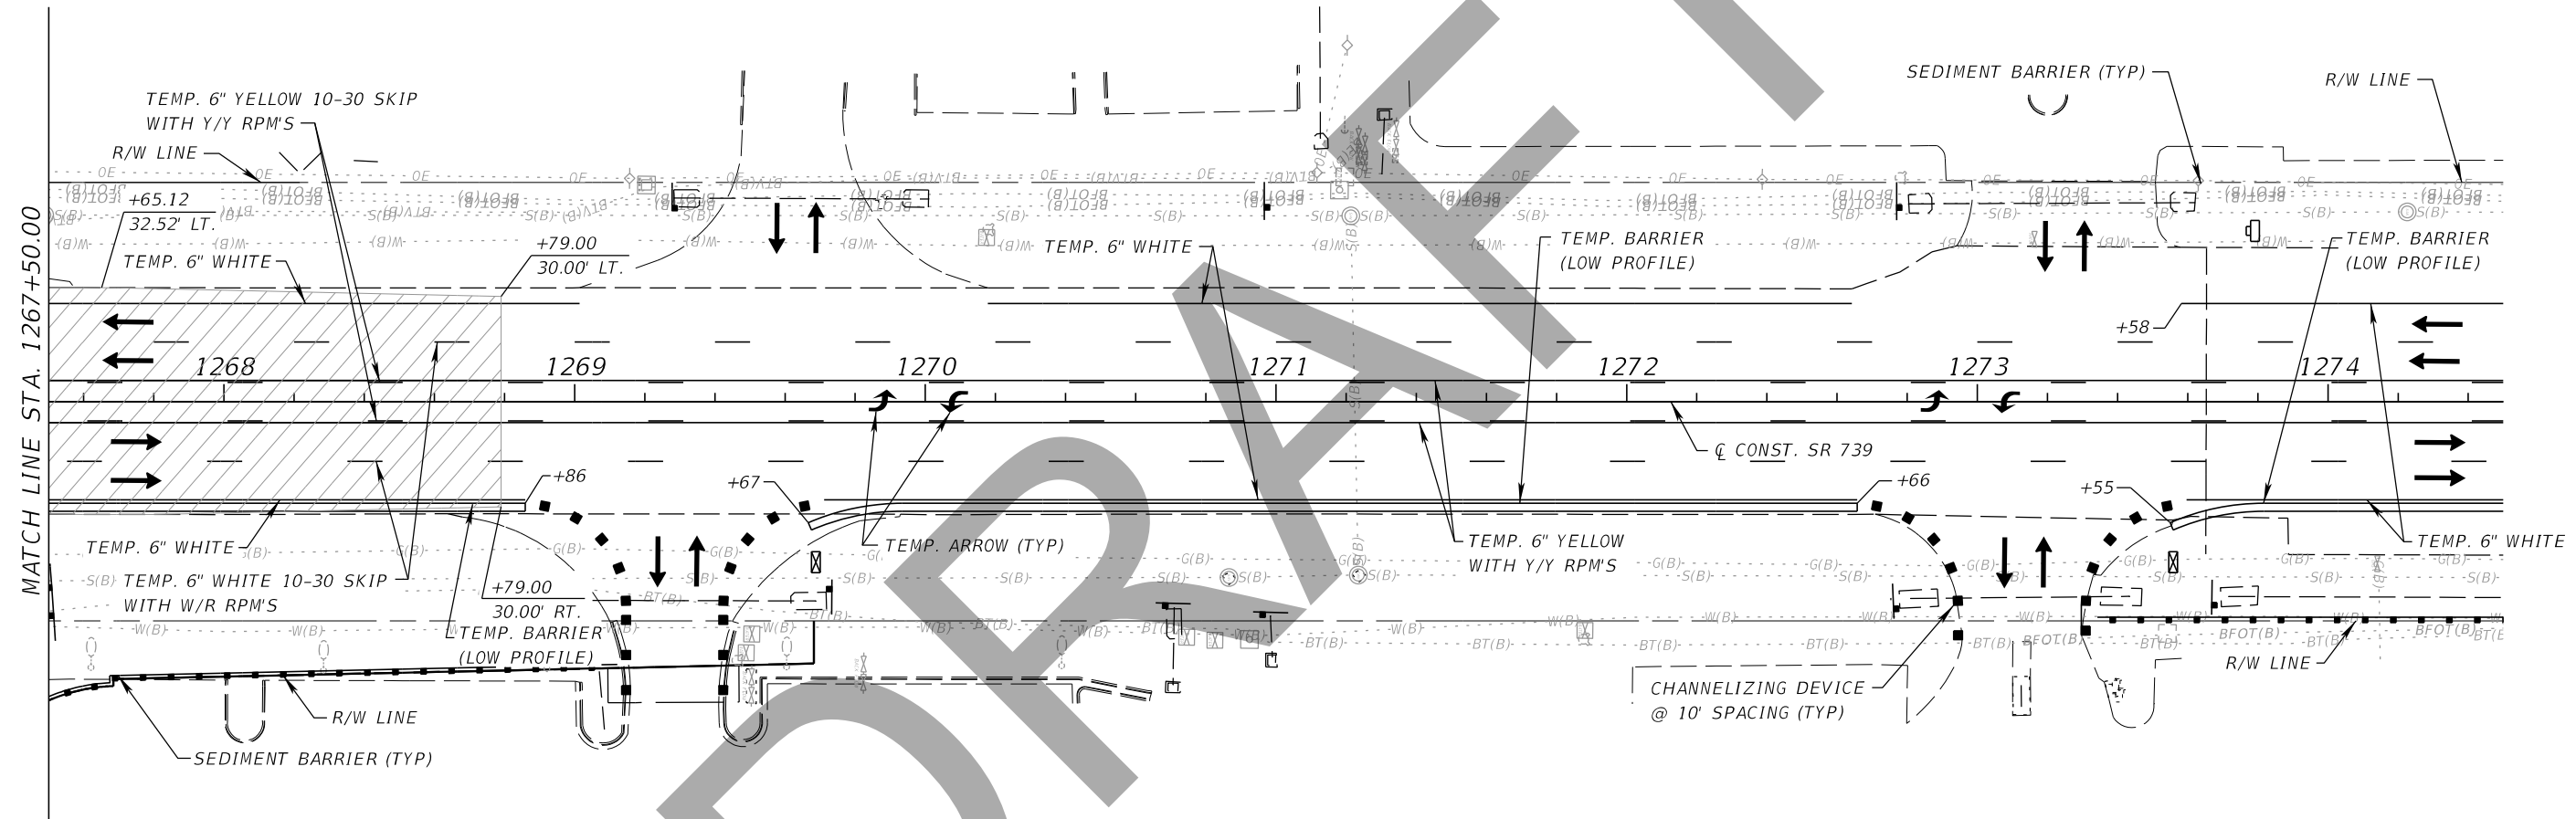 SEDIMENT BARRIER (TYP)
R/W LINE
TEMP. 6" YELLOW 10-30 SKIP
WITH Y/Y RPM'S
R/W LINE
+65.12
32.52' LT.
TEMP. 6" WHITE
+79.00
30.00' LT.
TEMP. 6" WHITE
TEMP. BARRIER
(LOW PROFILE)
TEMP. BARRIER
(LOW PROFILE)
+58
MATCH LINE STA. 1267+50.00
1268
1269
1270
1271
1272
1273
1274
℄ CONST. SR 739
+86
+67
+66
+55
TEMP. 6" WHITE
TEMP. ARROW (TYP)
TEMP. 6" YELLOW
WITH Y/Y RPM'S
TEMP. 6" WHITE
TEMP. 6" WHITE 10-30 SKIP
WITH W/R RPM'S
+79.00
30.00' RT.
TEMP. BARRIER
(LOW PROFILE)
R/W LINE
CHANNELIZING DEVICE
@ 10' SPACING (TYP)
R/W LINE
SEDIMENT BARRIER (TYP)
OE
BFOT(B)
BTV(B)
S(B)
W(B)
G(B)
BT(B)
DRAFT